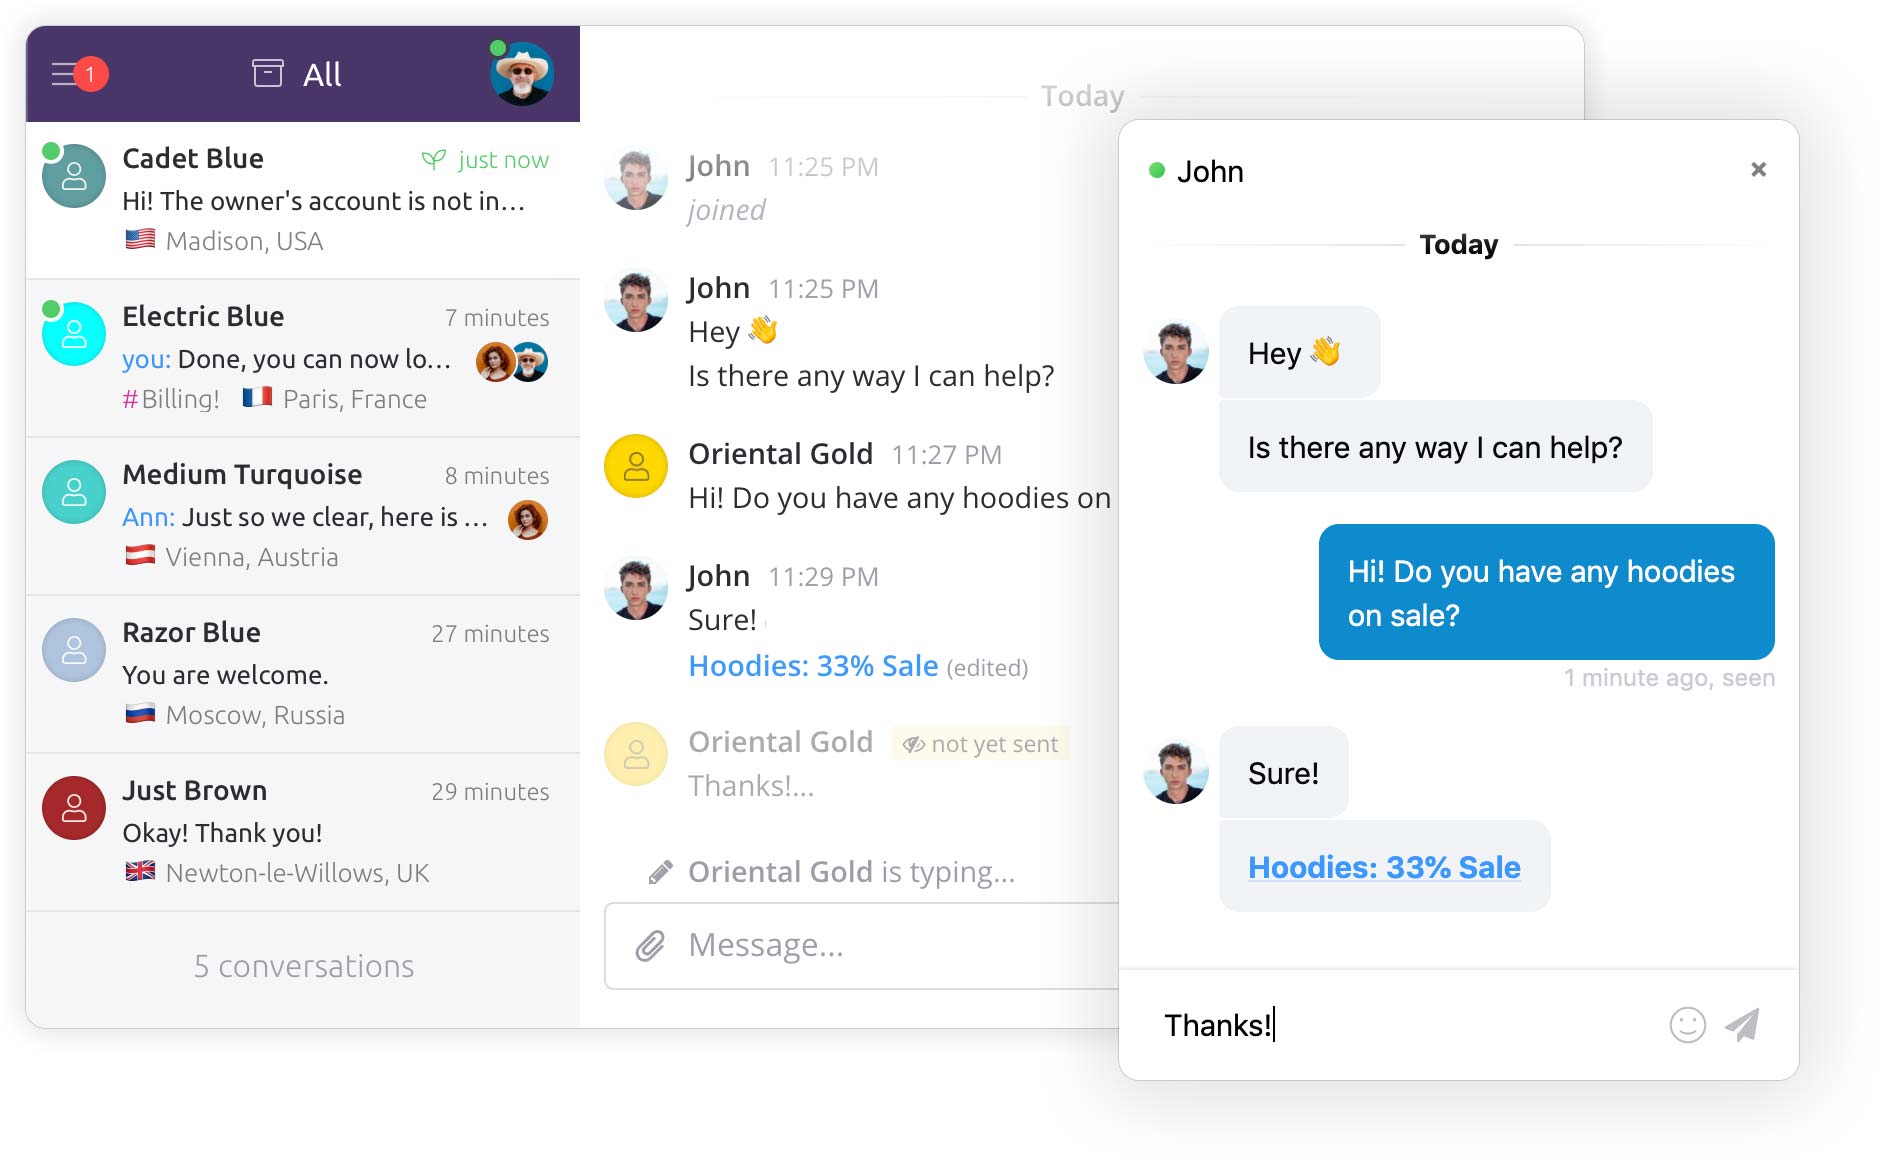 1
All
Cadet Blue just now
Hi! The owner's account is not in...
Madison, USA
Electric Blue 7 minutes
you: Done, you can now lo...
#Billing! Paris, France
Medium Turquoise 8 minutes
Ann: Just so we clear, here is ...
Vienna, Austria
Razor Blue 27 minutes
You are welcome.
Moscow, Russia
Just Brown 29 minutes
Okay! Thank you!
Newton-le-Willows, UK
5 conversations
Today
John 11:25 PM
joined
John 11:25 PM
Hey 👋
Is there any way I can help?
Oriental Gold 11:27 PM
Hi! Do you have any hoodies on
John 11:29 PM
Sure!
Hoodies: 33% Sale (edited)
Oriental Gold not yet sent
Thanks!...
Oriental Gold is typing...
Message...
John ×
Today
Hey 👋
Is there any way I can help?
Hi! Do you have any hoodies
on sale?
1 minute ago, seen
Sure!
Hoodies: 33% Sale
Thanks!